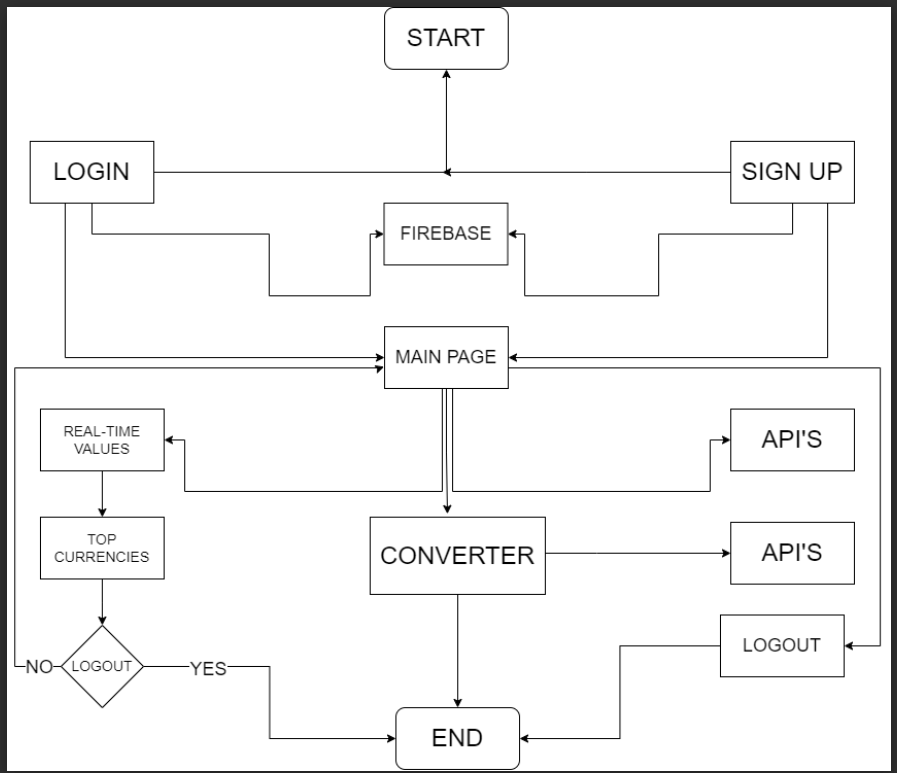 START
LOGIN
SIGN UP
FIREBASE
MAIN PAGE
REAL-TIME
VALUES
API'S
TOP
CURRENCIES
CONVERTER
API'S
NO
LOGOUT
YES
LOGOUT
END